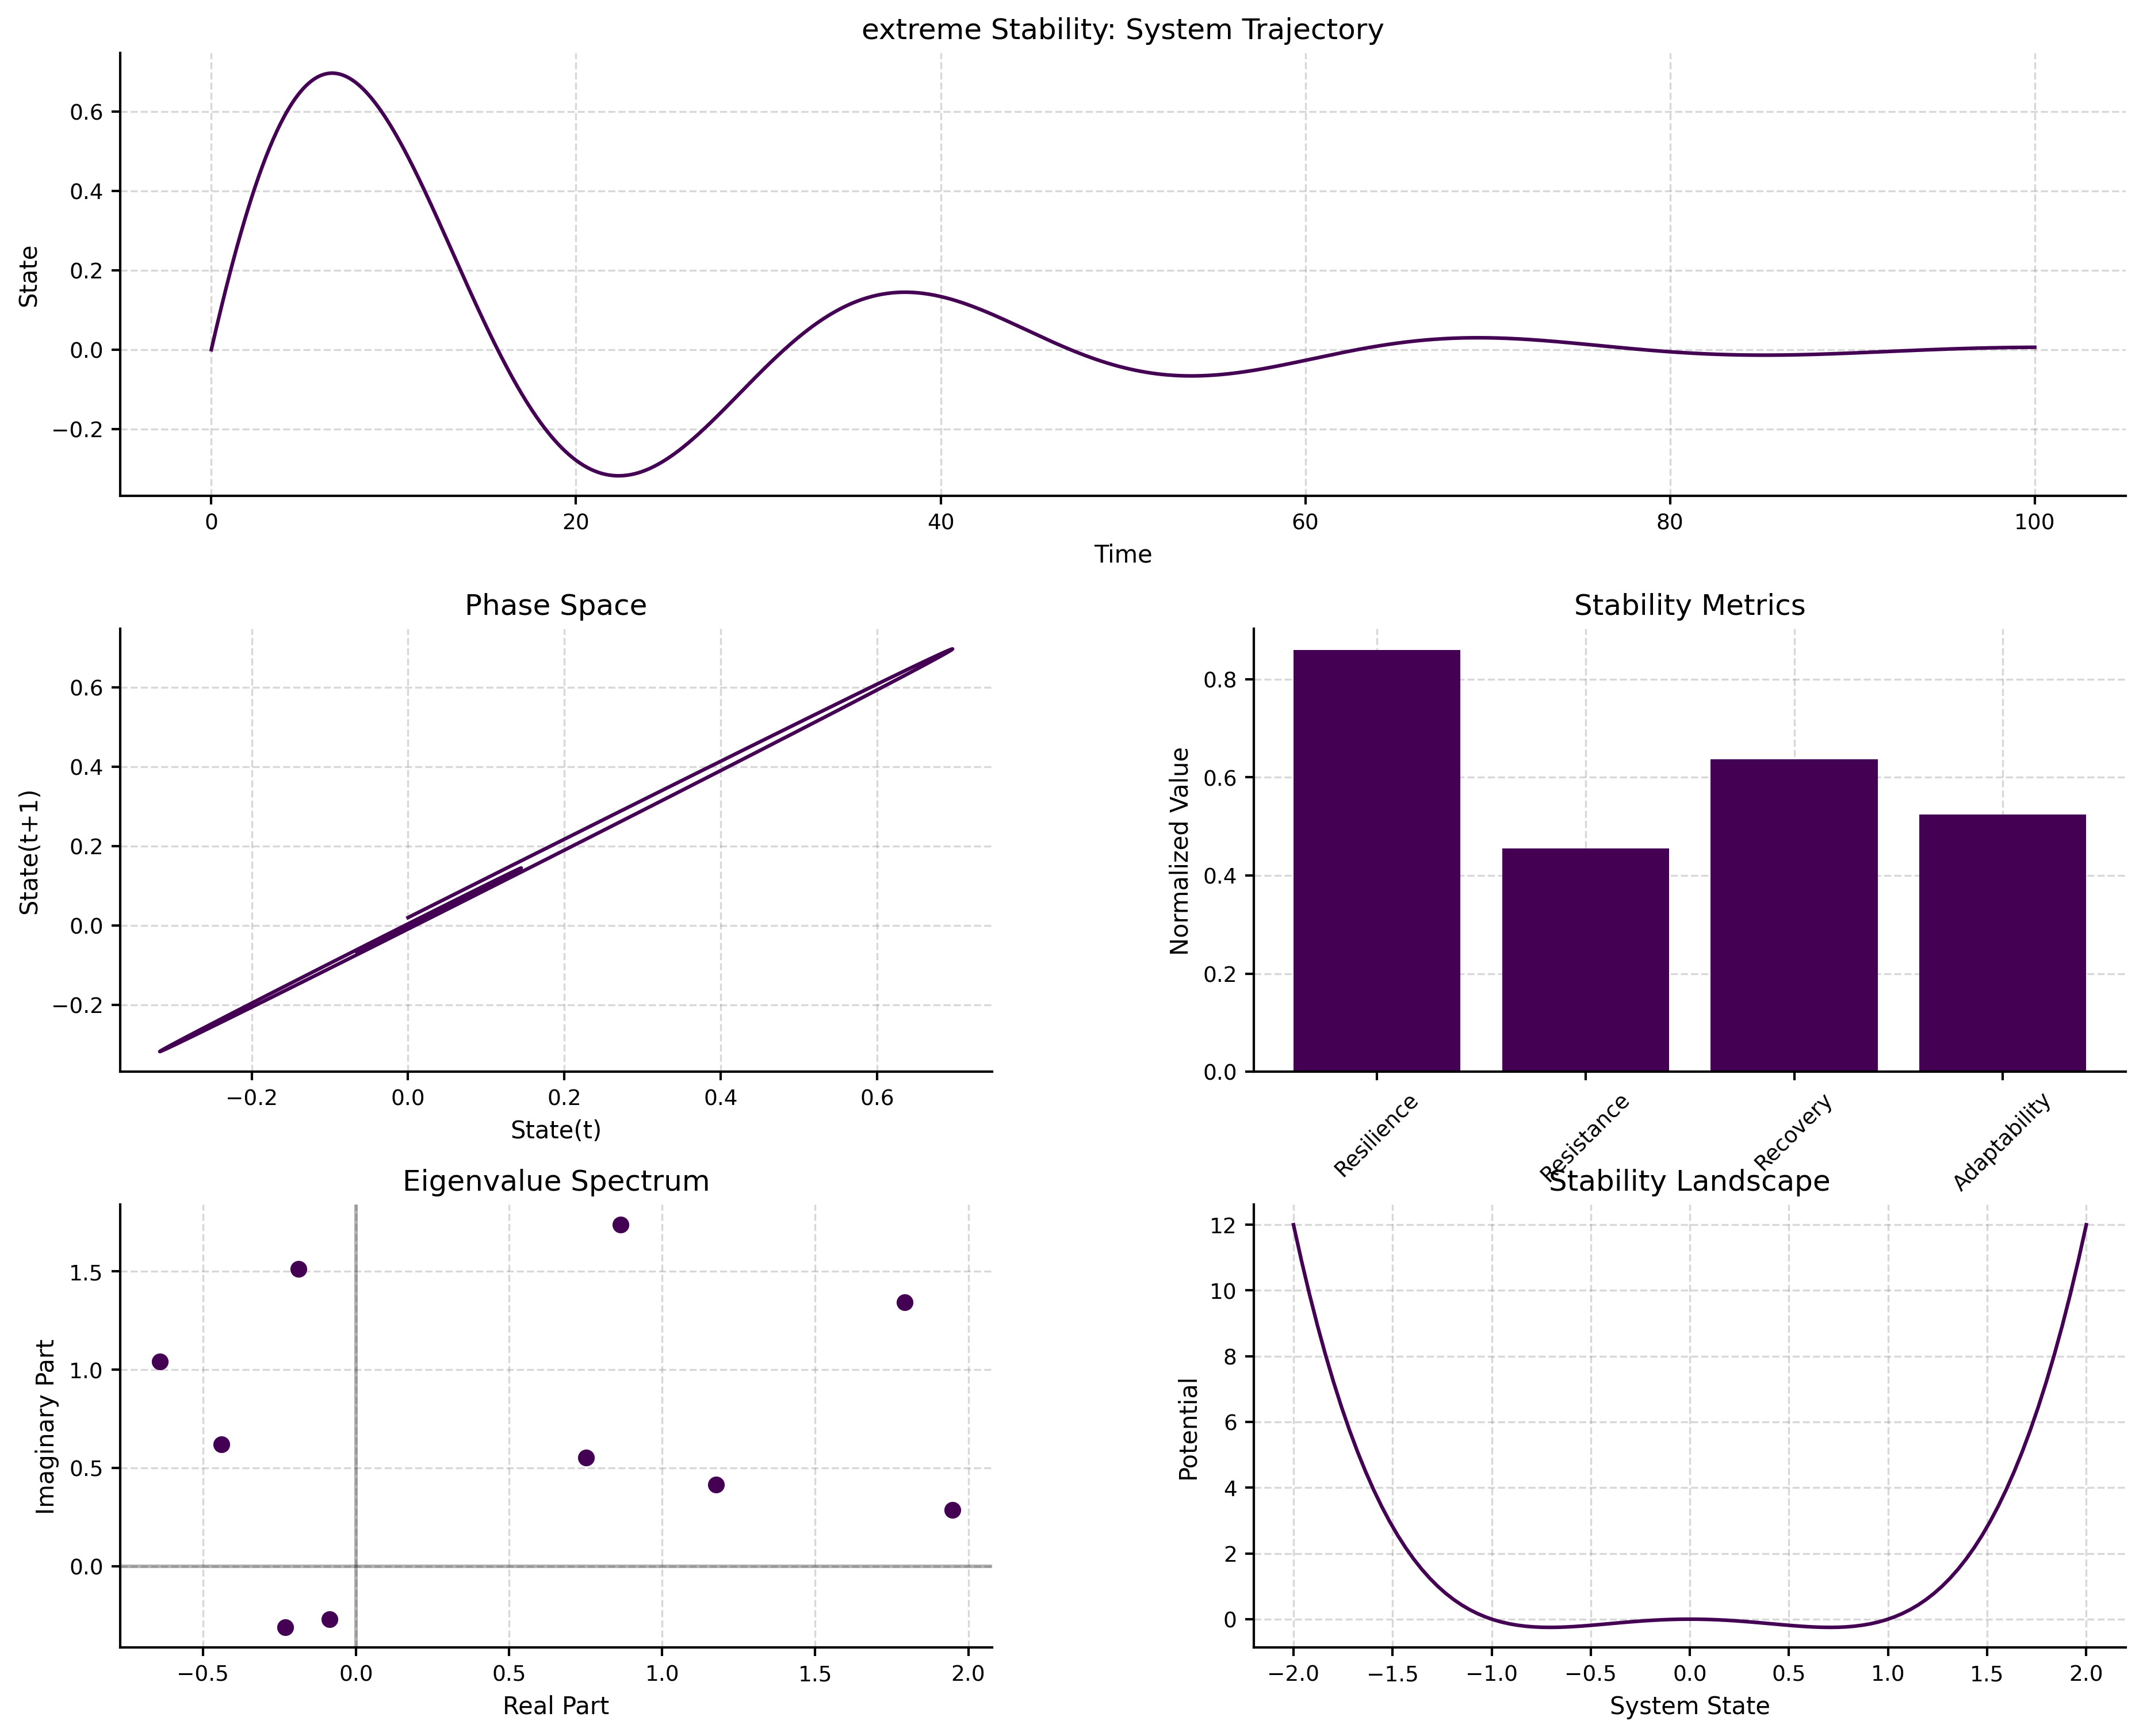 extreme Stability: System Trajectory
State
0.6
0.4
0.2
0.0
−0.2
0 20 40 60 80 100
Time
Phase Space
State(t+1)
0.6
0.4
0.2
0.0
−0.2
−0.2 0.0 0.2 0.4 0.6
State(t)
Stability Metrics
Normalized Value
0.8
0.6
0.4
0.2
0.0
Resilience Resistance Recovery Adaptability
Eigenvalue Spectrum
Imaginary Part
1.5
1.0
0.5
0.0
−0.5 0.0 0.5 1.0 1.5 2.0
Real Part
Stability Landscape
Potential
12
10
8
6
4
2
0
−2.0 −1.5 −1.0 −0.5 0.0 0.5 1.0 1.5 2.0
System State